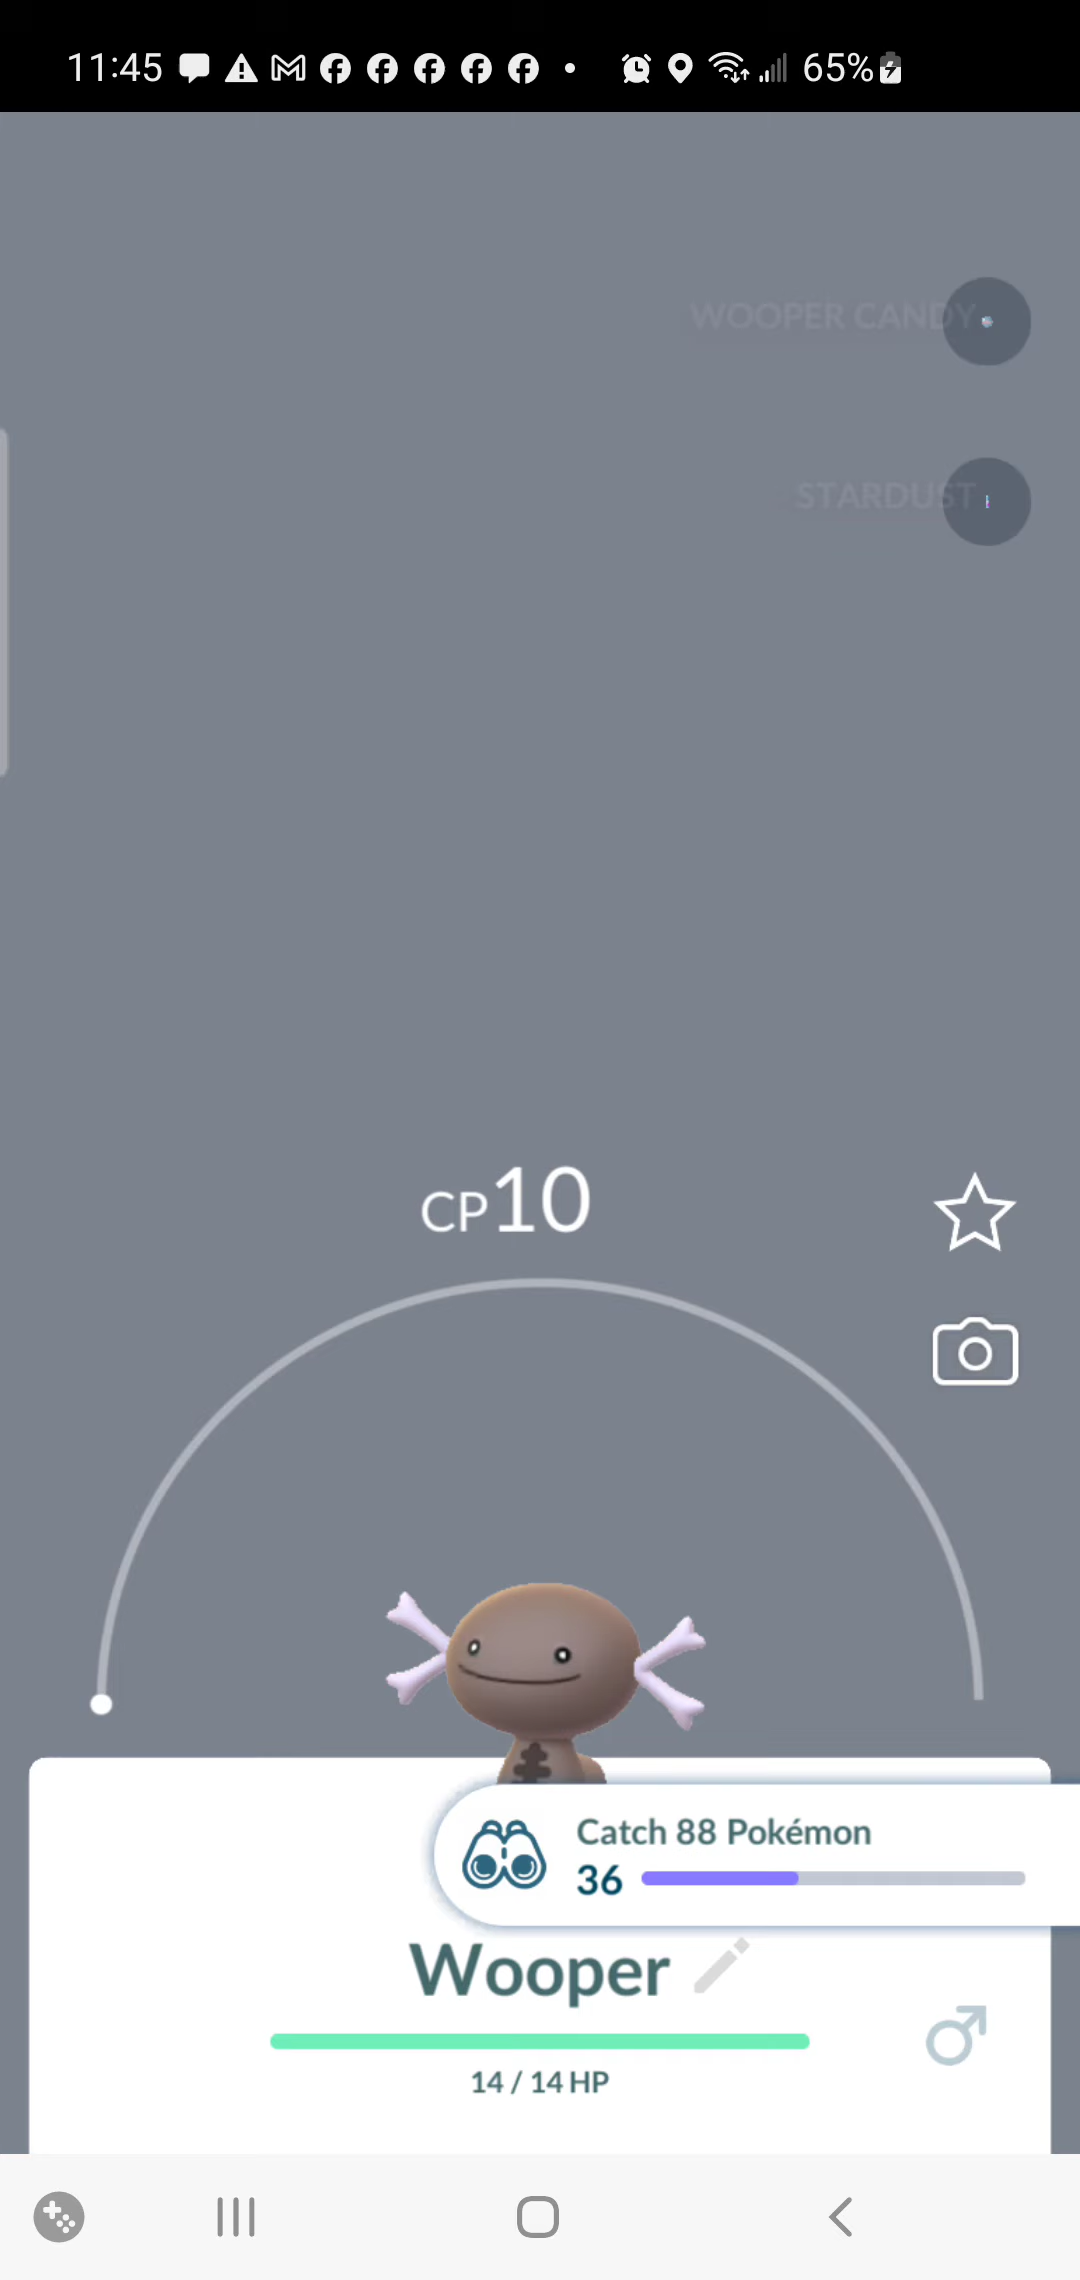 11:45 65%
WOOPER CANDY
STARDUST
CP10
Catch 88 Pokémon
36
Wooper
14 / 14 HP